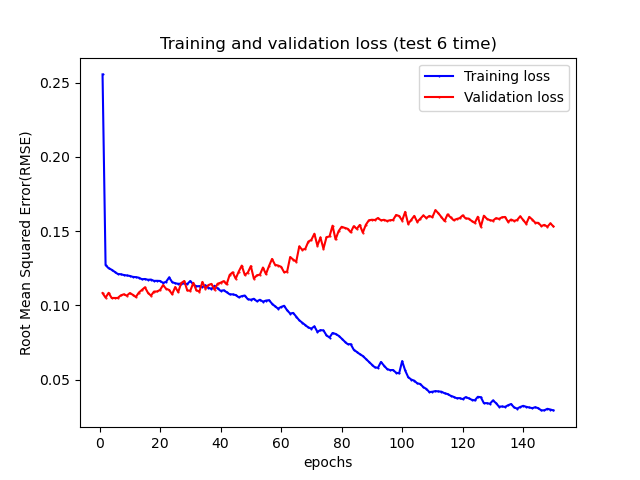 Training and validation loss (test 6 time)
Training loss
Validation loss
Root Mean Squared Error(RMSE)
0.25
0.20
0.15
0.10
0.05
0 20 40 60 80 100 120 140
epochs